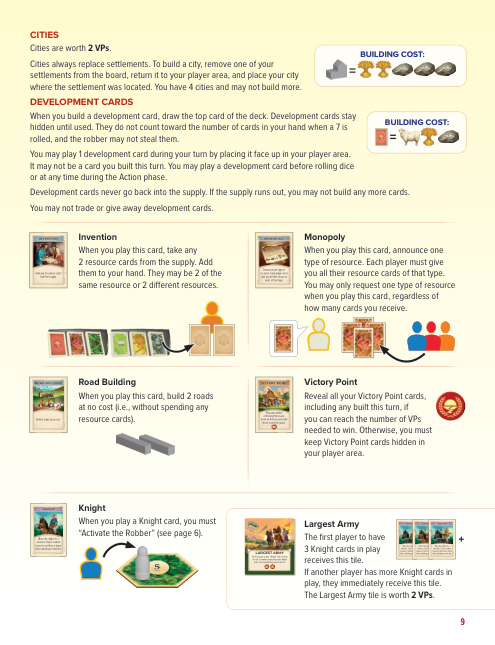 CITIES
Cities are worth 2 VPs.
Cities always replace settlements. To build a city, remove one of your
settlements from the board, return it to your player area, and place your city
where the settlement was located. You have 4 cities and may not build more.
BUILDING COST:
=
DEVELOPMENT CARDS
When you build a development card, draw the top card of the deck. Development cards stay
hidden until used. They do not count toward the number of cards in your hand when a 7 is
rolled, and the robber may not steal them.
BUILDING COST:
=
You may play 1 development card during your turn by placing it face up in your player area.
It may not be a card you built this turn. You may play a development card before rolling dice
or at any time during the Action phase.
Development cards never go back into the supply. If the supply runs out, you may not build any more cards.
You may not trade or give away development cards.
INVENTION
Invention
When you play this card, take any
2 resource cards from the supply. Add
them to your hand. They may be 2 of the
same resource or 2 different resources.
MONOPOLY
Monopoly
When you play this card, announce one
type of resource. Each player must give
you all their resource cards of that type.
You may only request one type of resource
when you play this card, regardless of
how many cards you receive.
ROAD BUILDING
Road Building
When you play this card, build 2 roads
at no cost (i.e., without spending any
resource cards).
VICTORY POINT
Victory Point
Reveal all your Victory Point cards,
including any built this turn, if
you can reach the number of VPs
needed to win. Otherwise, you must
keep Victory Point cards hidden in
your player area.
Knight
When you play a Knight card, you must
“Activate the Robber” (see page 6).
5
LARGEST ARMY
Largest Army
The first player to have
3 Knight cards in play
receives this tile.
If another player has more Knight cards in
play, they immediately receive this tile.
The Largest Army tile is worth 2 VPs.
+
9